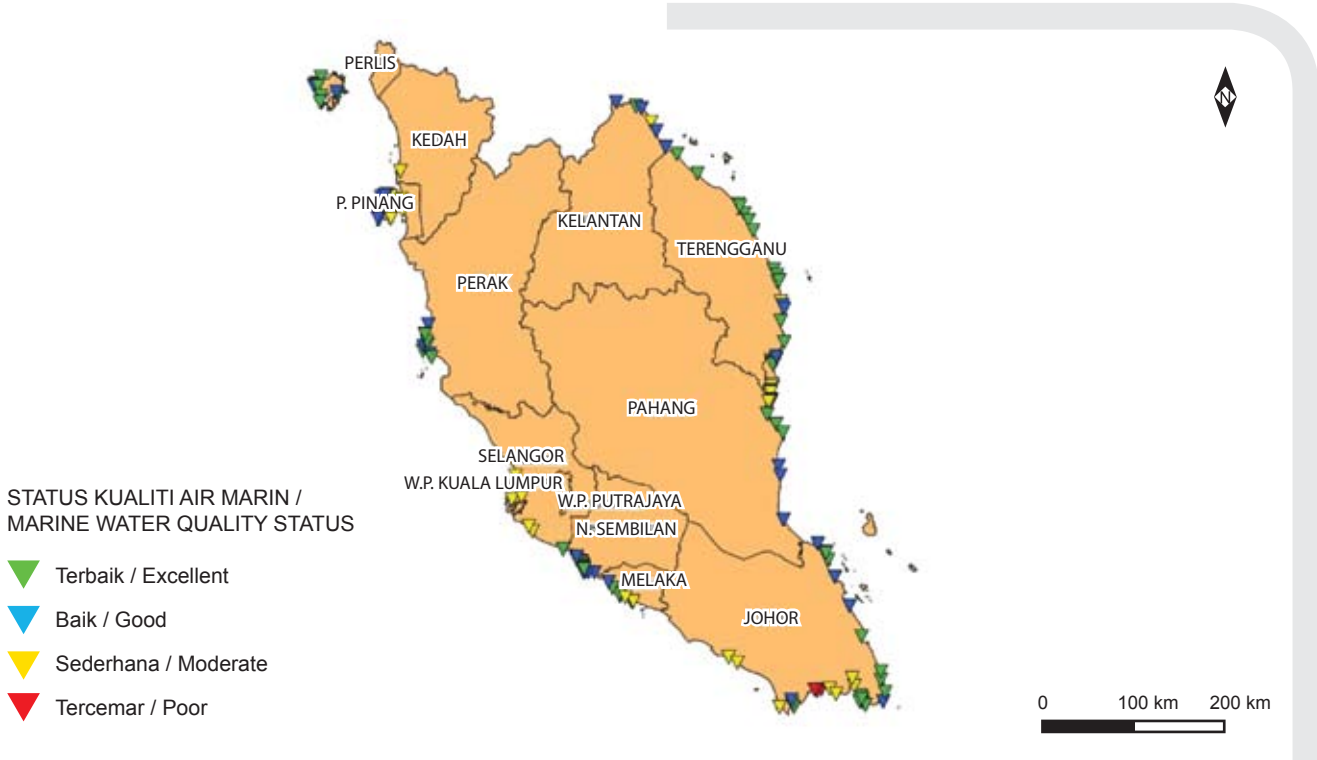 PERLIS
KEDAH
P. PINANG
KELANTAN
TERENGGANU
PERAK
PAHANG
SELANGOR
W.P. KUALA LUMPUR
W.P. PUTRAJAYA
N. SEMBILAN
MELAKA
JOHOR
N
STATUS KUALITI AIR MARIN /
MARINE WATER QUALITY STATUS
Terbaik / Excellent
Baik / Good
Sederhana / Moderate
Tercemar / Poor
0 100 km 200 km